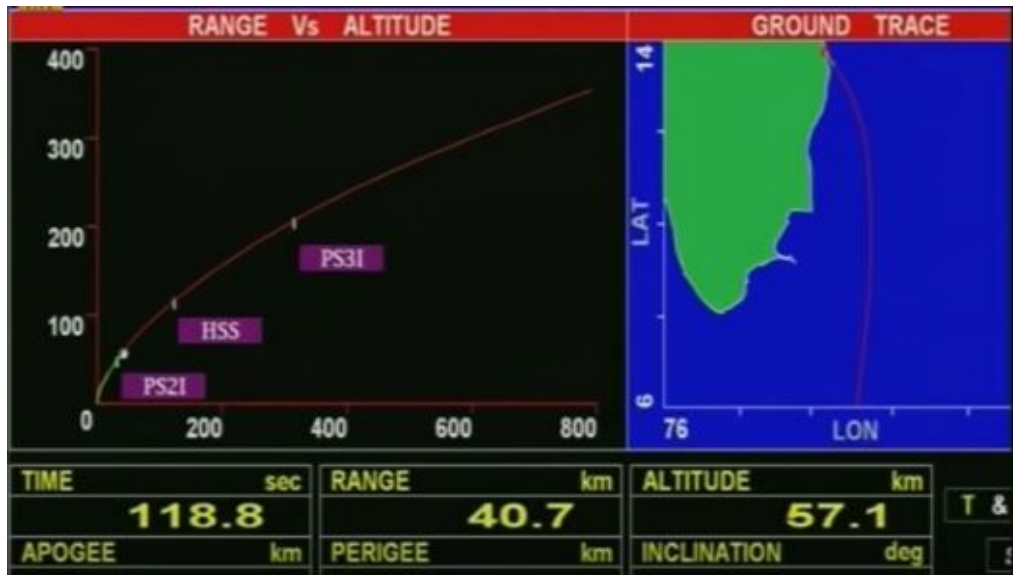 RANGE Vs ALTITUDE
GROUND TRACE
400
300
200
100
0
200
400
600
800
PS3I
HSS
PS2I
14
LAT
6
76
LON
TIME sec
RANGE km
ALTITUDE km
118.8
40.7
57.1
T &
APOGEE km
PERIGEE km
INCLINATION deg